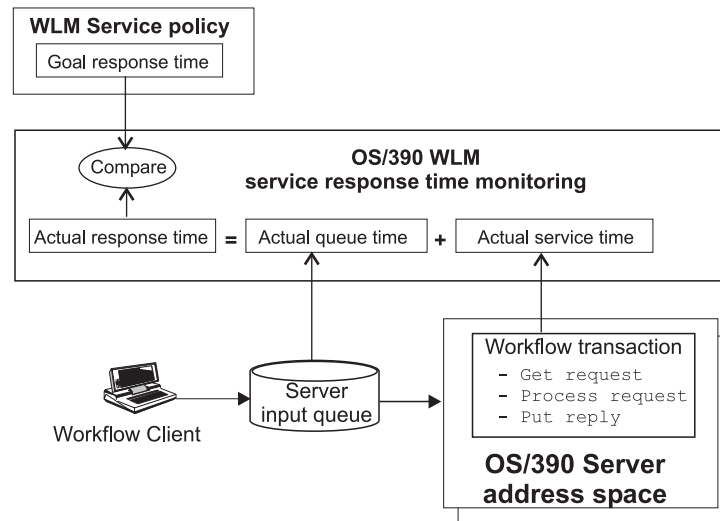 WLM Service policy
Goal response time
Compare
OS/390 WLM
service response time monitoring
Actual response time = Actual queue time + Actual service time
Workflow Client
Server
input queue
Workflow transaction
- Get request
- Process request
- Put reply
OS/390 Server
address space